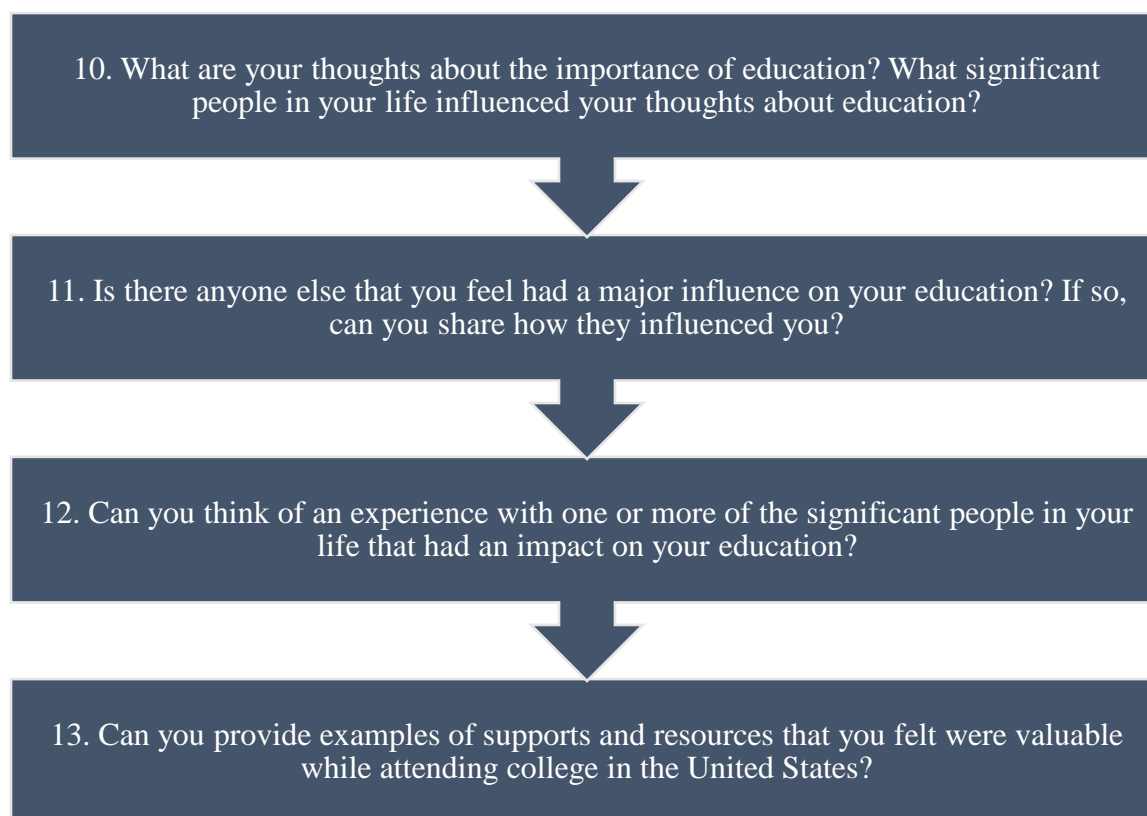 10. What are your thoughts about the importance of education? What significant
people in your life influenced your thoughts about education?
11. Is there anyone else that you feel had a major influence on your education? If so,
can you share how they influenced you?
12. Can you think of an experience with one or more of the significant people in your
life that had an impact on your education?
13. Can you provide examples of supports and resources that you felt were valuable
while attending college in the United States?